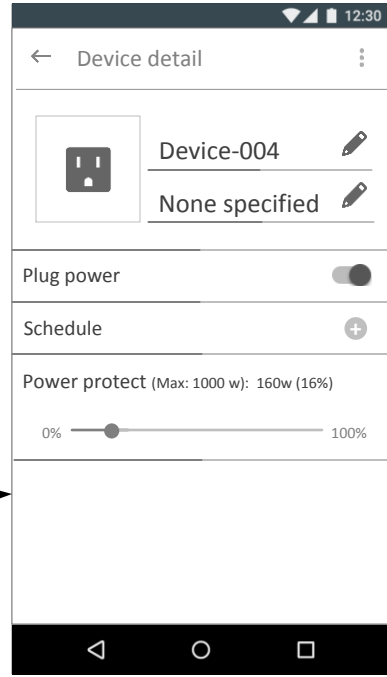 12:30
Device detail
Device-004
None specified
Plug power
Schedule
Power protect (Max: 1000 w): 160w (16%)
0% 100%